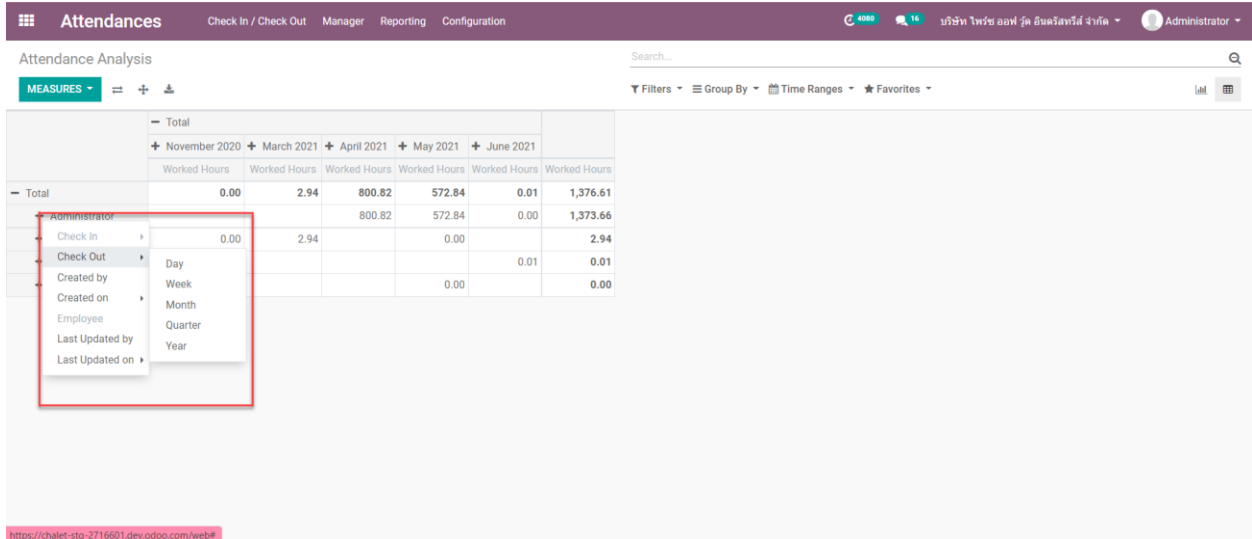 Attendances Check In / Check Out Manager Reporting Configuration 4080 16 บริษัท ไพร์ซ ออฟ วู้ด อินดรัสทรีส์ จำกัด Administrator
Attendance Analysis Search...
MEASURES Filters Group By Time Ranges Favorites
Total
November 2020 March 2021 April 2021 May 2021 June 2021
Worked Hours Worked Hours Worked Hours Worked Hours Worked Hours Worked Hours
Total 0.00 2.94 800.82 572.84 0.01 1,376.61
Administrator 800.82 572.84 0.00 1,373.66
Check In 0.00 2.94 0.00 2.94
Check Out Day 0.01 0.01
Created by Week 0.00 0.00
Created on Month
Employee Quarter
Last Updated by Year
Last Updated on
https://chalet-stg-2716601.dev.odoo.com/web#